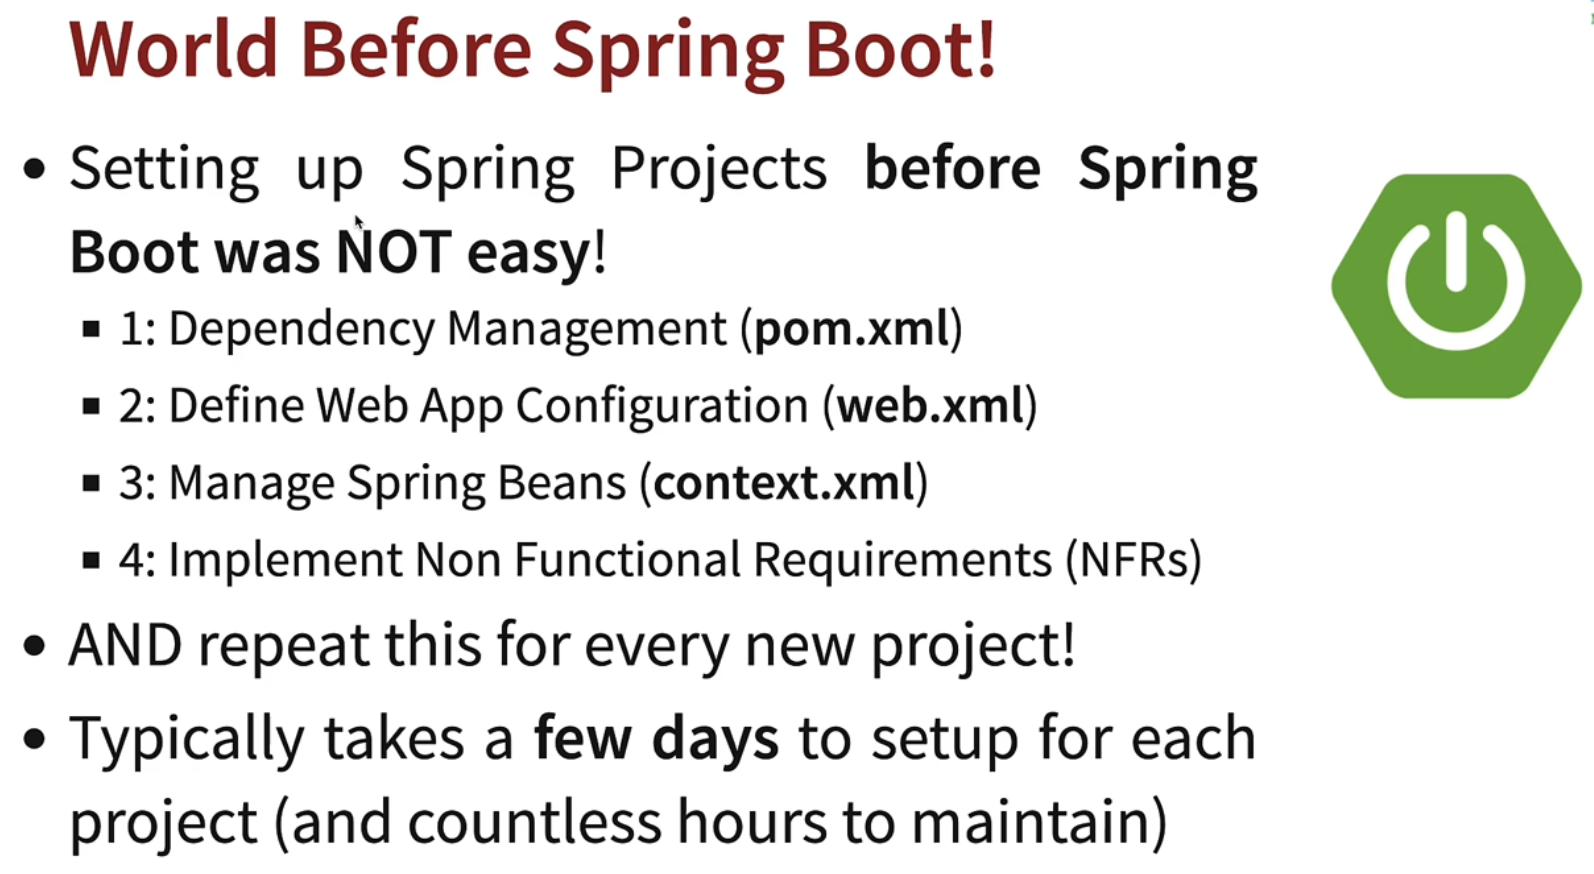 World Before Spring Boot!
• Setting up Spring Projects before Spring
Boot was NOT easy!
▪ 1: Dependency Management (pom.xml)
▪ 2: Define Web App Configuration (web.xml)
▪ 3: Manage Spring Beans (context.xml)
▪ 4: Implement Non Functional Requirements (NFRs)
• AND repeat this for every new project!
• Typically takes a few days to setup for each
project (and countless hours to maintain)